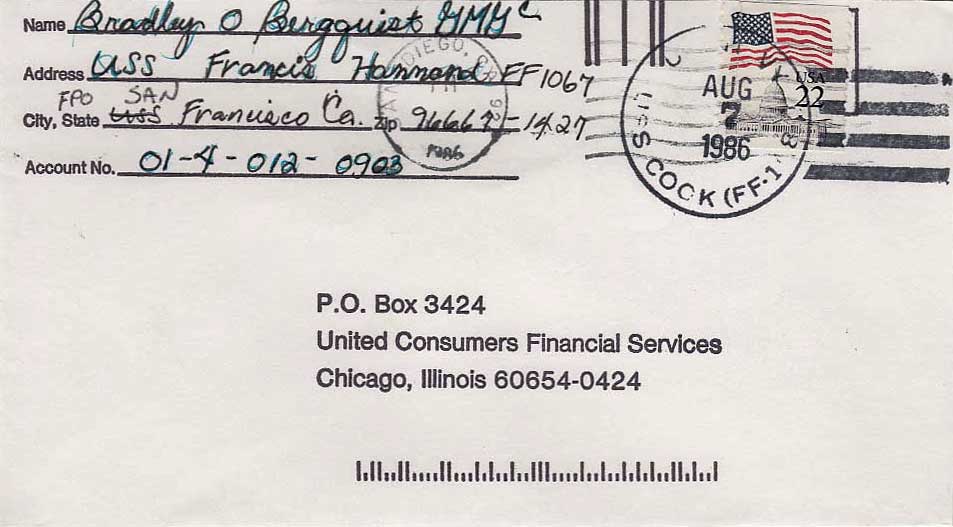 Name Bradley O Bergquist GMGC
Address USS Francis Hammond FF1067
FPO SAN
City, State USS Francisco Ca. Zip 96667-1427
Account No. 01-4-012-0903
SAN DIEGO,
AUG
7
1986
USS COOK (FF-1
USA
22
P.O. Box 3424
United Consumers Financial Services
Chicago, Illinois 60654-0424